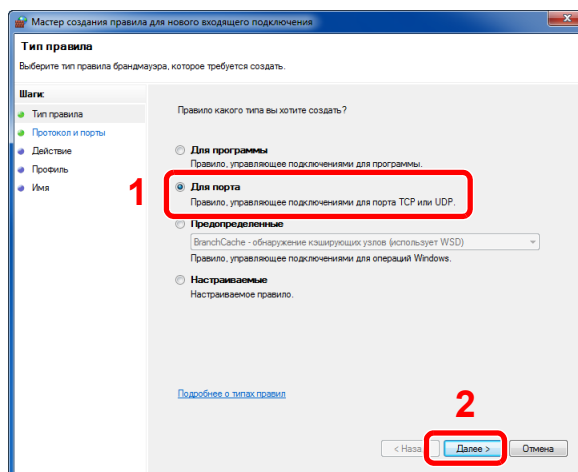 Мастер создания правила для нового входящего подключения
Тип правила
Выберите тип правила брандмауэра, которое требуется создать.
Шаги:
Тип правила
Протокол и порты
Действие
Профиль
Имя
Правило какого типа вы хотите создать?
Для программы
Правило, управляющее подключениями для программы.
1
Для порта
Правило, управляющее подключениями для порта TCP или UDP.
Предопределенные
BranchCache - обнаружение кэширующих узлов (использует WSD)
Правило, управляющее подключениями для операций Windows.
Настраиваемые
Настраиваемое правило.
Подробнее о типах правил
2
Далее > Отмена